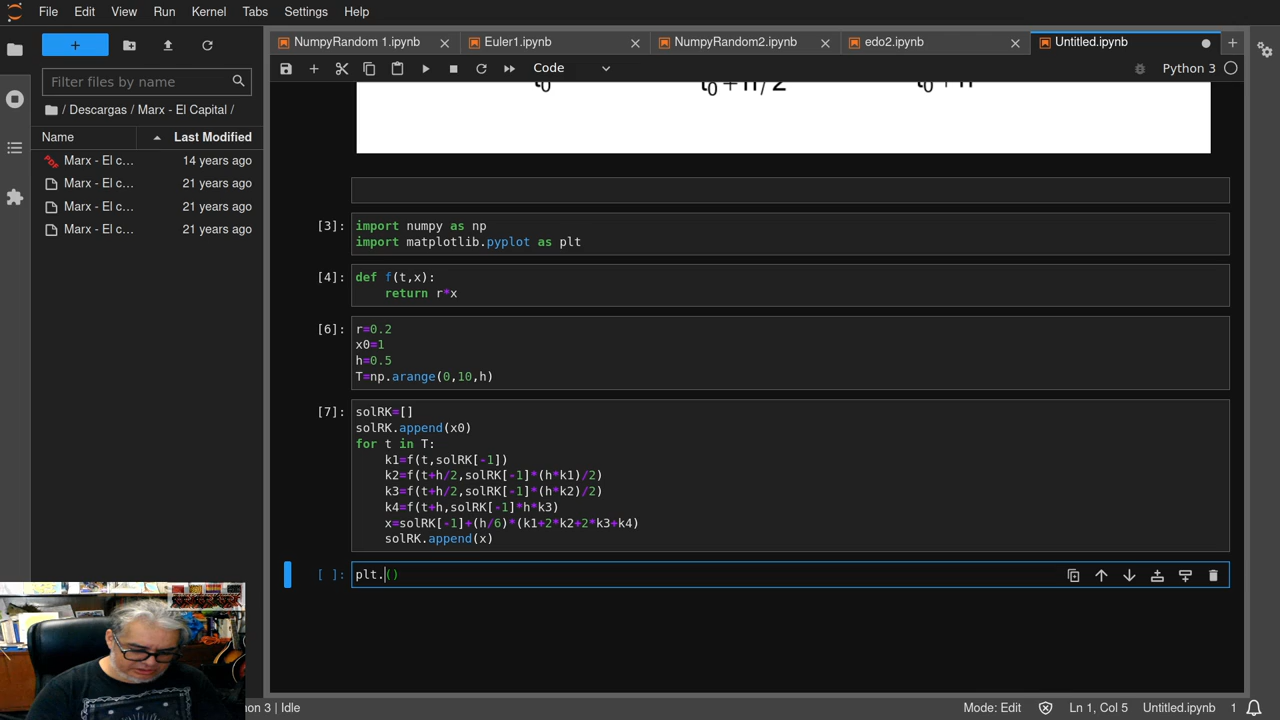 File Edit View Run Kernel Tabs Settings Help
NumpyRandom 1.ipynb
Euler1.ipynb
NumpyRandom2.ipynb
edo2.ipynb
Untitled.ipynb
Code
Python 3
Filter files by name
/ Descargas / Marx - El Capital /
Name
Last Modified
Marx - El c… 14 years ago
Marx - El c… 21 years ago
Marx - El c… 21 years ago
Marx - El c… 21 years ago
[3]: import numpy as np
import matplotlib.pyplot as plt
[4]: def f(t,x):
return r*x
[6]: r=0.2
x0=1
h=0.5
T=np.arange(0,10,h)
[7]: solRK=[]
solRK.append(x0)
for t in T:
k1=f(t,solRK[-1])
k2=f(t+h/2,solRK[-1]*(h*k1)/2)
k3=f(t+h/2,solRK[-1]*(h*k2)/2)
k4=f(t+h,solRK[-1]*h*k3)
x=solRK[-1]+(h/6)*(k1+2*k2+2*k3+k4)
solRK.append(x)
[ ]: plt.()
on 3 | Idle
Mode: Edit
Ln 1, Col 5
Untitled.ipynb
1